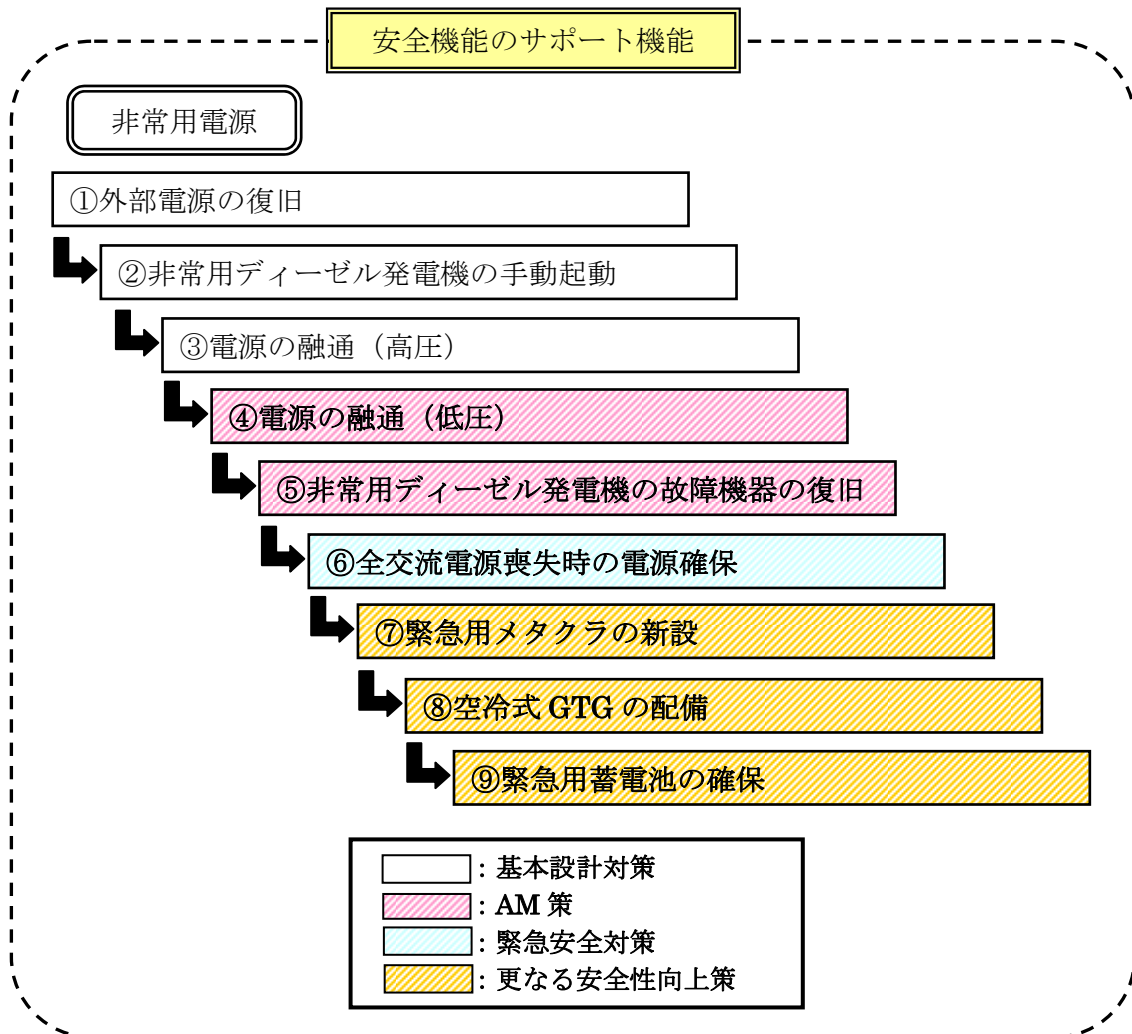 安全機能のサポート機能
非常用電源
①外部電源の復旧
②非常用ディーゼル発電機の手動起動
③電源の融通（高圧）
④電源の融通（低圧）
⑤非常用ディーゼル発電機の故障機器の復旧
⑥全交流電源喪失時の電源確保
⑦緊急用メタクラの新設
⑧空冷式 GTG の配備
⑨緊急用蓄電池の確保
：基本設計対策
：AM 策
：緊急安全対策
：更なる安全性向上策